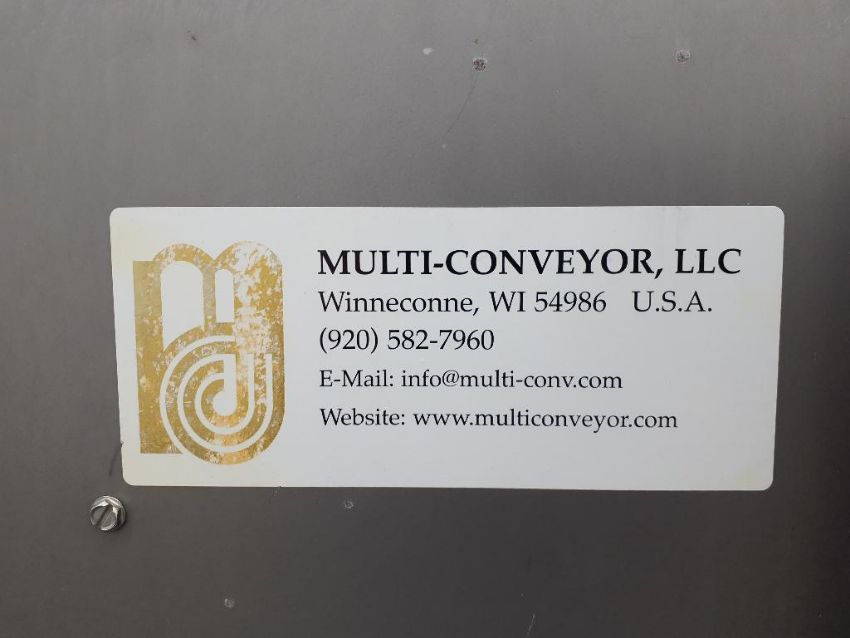 MULTI-CONVEYOR, LLC
Winneconne, WI 54986 U.S.A.
(920) 582-7960
E-Mail: info@multi-conv.com
Website: www.multiconveyor.com